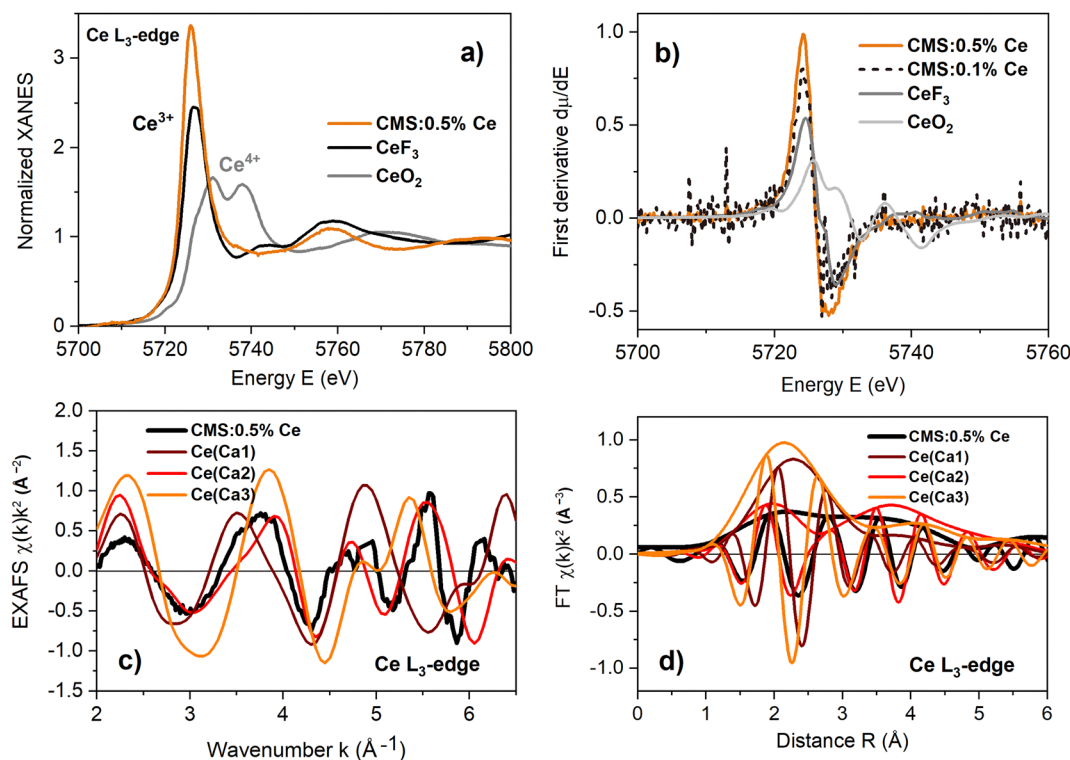 Ce L₃-edge
a)
Ce³⁺
Ce⁴⁺
CMS:0.5% Ce
CeF₃
CeO₂
Normalized XANES
3
2
1
0
5700 5720 5740 5760 5780 5800
Energy E (eV)
b)
CMS:0.5% Ce
CMS:0.1% Ce
CeF₃
CeO₂
First derivative dμ/dE
1.0
0.5
0.0
-0.5
5700 5720 5740 5760
Energy E (eV)
CMS:0.5% Ce
Ce(Ca1)
Ce(Ca2)
Ce(Ca3)
EXAFS χ(k)k² (Å⁻²)
2.0
1.5
1.0
0.5
0.0
-0.5
-1.0
-1.5
c)
Ce L₃-edge
2 3 4 5 6
Wavenumber k (Å⁻¹)
CMS:0.5% Ce
Ce(Ca1)
Ce(Ca2)
Ce(Ca3)
FT χ(k)k² (Å⁻³)
1.0
0.5
0.0
-0.5
-1.0
d)
Ce L₃-edge
0 1 2 3 4 5 6
Distance R (Å)